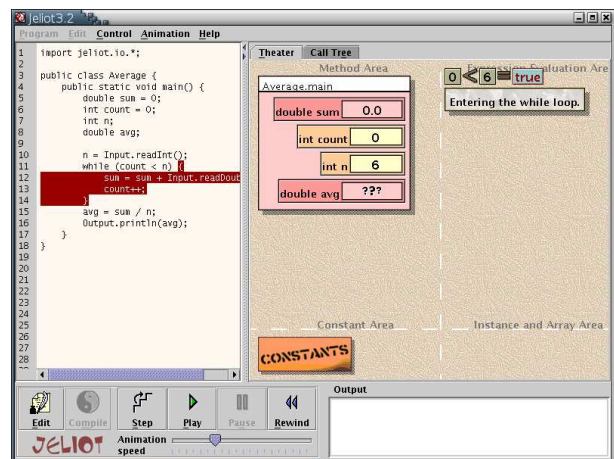 Jeliot3.2
Program Edit Control Animation Help
1 import jeliot.io.*;
2
3 public class Average {
4 public static void main() {
5 double sum = 0;
6 int count = 0;
7 int n;
8 double avg;
9
10 n = Input.readInt();
11 while (count < n) {
12 sum = sum + Input.readDoub
13 count++;
14 }
15 avg = sum / n;
16 Output.println(avg);
17 }
18 }
19
20
21
22
23
24
25
26
27
28
Theater Call Tree
Method Area
Expression Evaluation Are
Average.main
double sum 0.0
int count 0
int n 6
double avg ???
0 < 6 = true
Entering the while loop.
Constant Area
Instance and Array Area
CONSTANTS
Edit Compile Step Play Pause Rewind
JELIOT
Animation
speed
Output